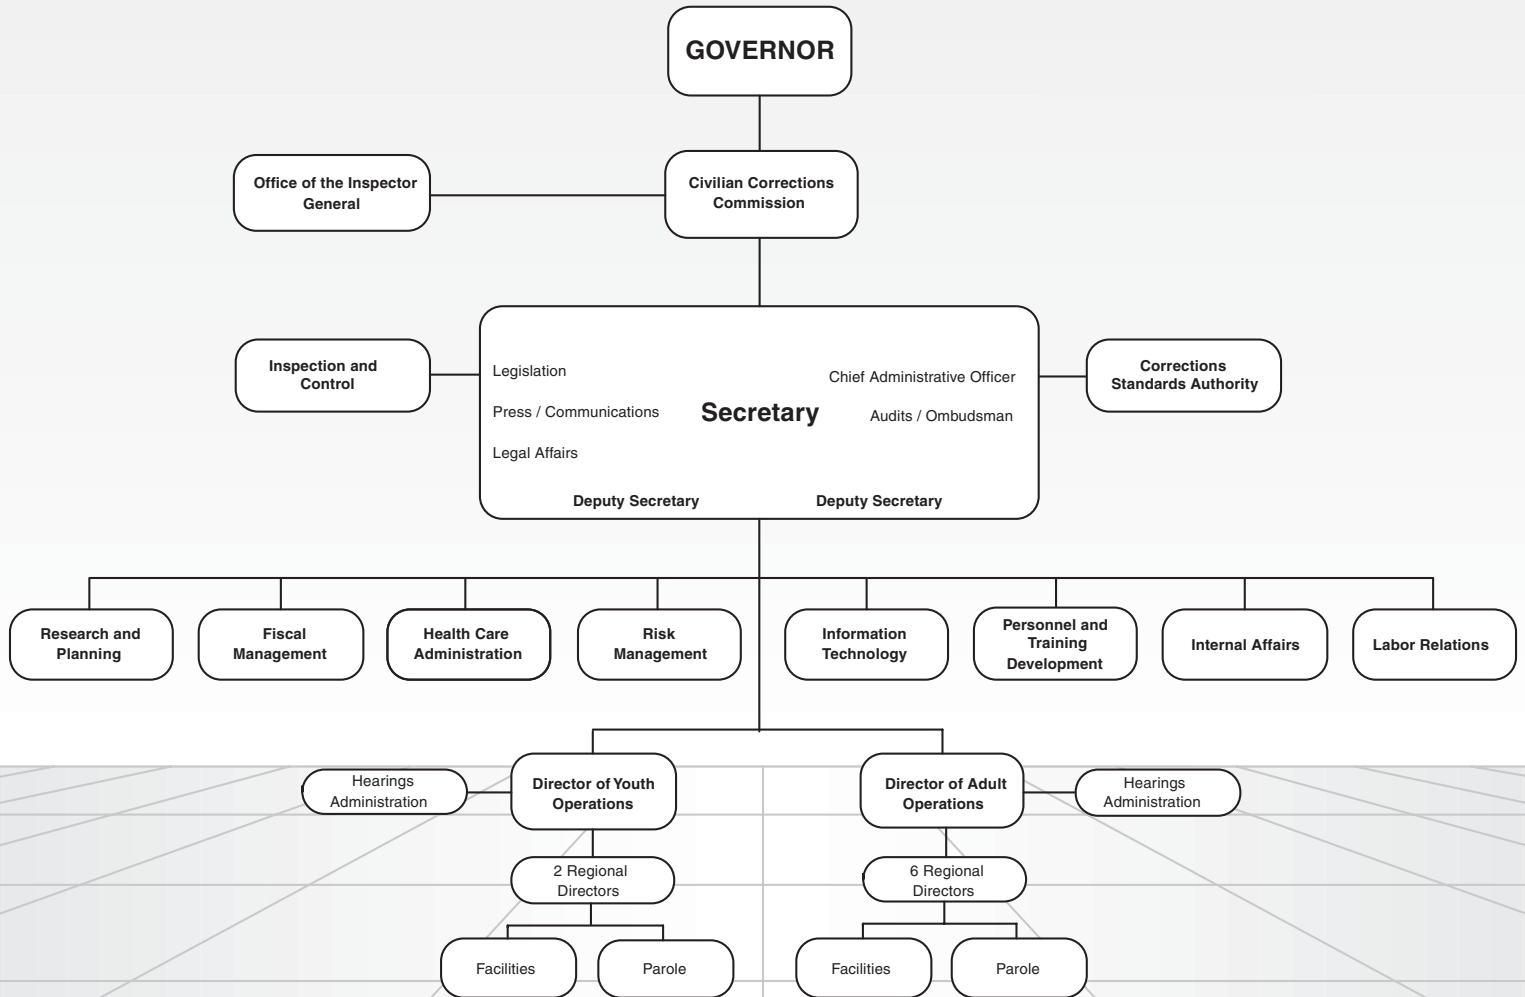 GOVERNOR
Office of the Inspector
General
Civilian Corrections
Commission
Inspection and
Control
Legislation
Press / Communications
Legal Affairs
Secretary
Chief Administrative Officer
Audits / Ombudsman
Deputy Secretary
Deputy Secretary
Corrections
Standards Authority
Research and
Planning
Fiscal
Management
Health Care
Administration
Risk
Management
Information
Technology
Personnel and
Training
Development
Internal Affairs
Labor Relations
Hearings
Administration
Director of Youth
Operations
Director of Adult
Operations
Hearings
Administration
2 Regional
Directors
6 Regional
Directors
Facilities
Parole
Facilities
Parole